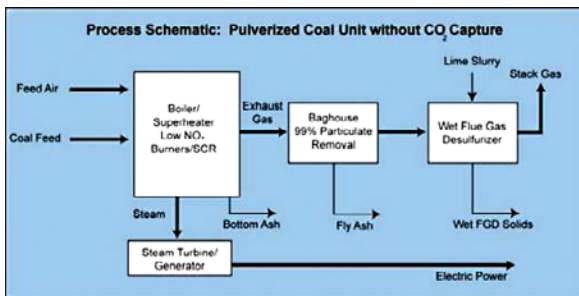 Process Schematic: Pulverized Coal Unit without CO₂ Capture
Lime Slurry
Stack Gas
Feed Air
Coal Feed
Boiler/
Superheater
Low NOₓ
Burners/SCR
Exhaust
Gas
Baghouse
99% Particulate
Removal
Wet Flue Gas
Desulfurizer
Steam
Bottom Ash
Fly Ash
Wet FGD Solids
Steam Turbine/
Generator
Electric Power